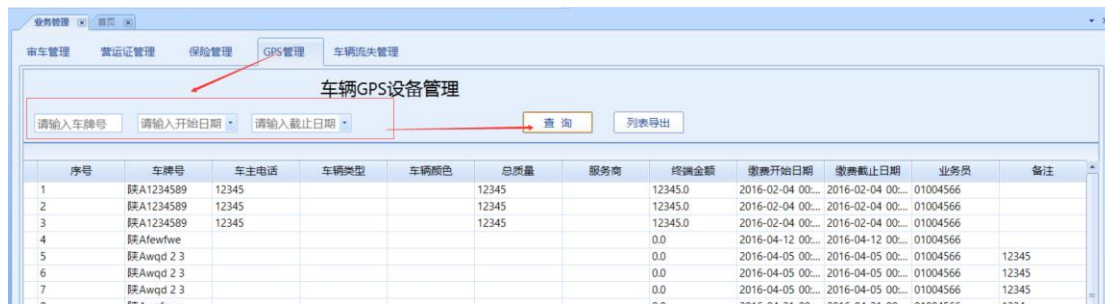 业务管理 首页
审车管理 营运证管理 保险管理 GPS管理 车辆流失管理
车辆GPS设备管理
请输入车牌号 请输入开始日期 请输入截止日期 查 询 列表导出
序号 车牌号 车主电话 车辆类型 车辆颜色 总质量 服务商 终端金额 缴费开始日期 缴费截止日期 业务员 备注
1 陕A1234589 12345 12345 12345.0 2016-02-04 00:... 2016-02-04 00:... 01004566
2 陕A1234589 12345 12345 12345.0 2016-02-04 00:... 2016-02-04 00:... 01004566
3 陕A1234589 12345 12345 12345.0 2016-02-04 00:... 2016-02-04 00:... 01004566
4 陕Afewfwe 0.0 2016-04-12 00:... 2016-04-12 00:... 01004566
5 陕Awqd 2 3 0.0 2016-04-05 00:... 2016-04-05 00:... 01004566 12345
6 陕Awqd 2 3 0.0 2016-04-05 00:... 2016-04-05 00:... 01004566 12345
7 陕Awqd 2 3 0.0 2016-04-05 00:... 2016-04-05 00:... 01004566 12345